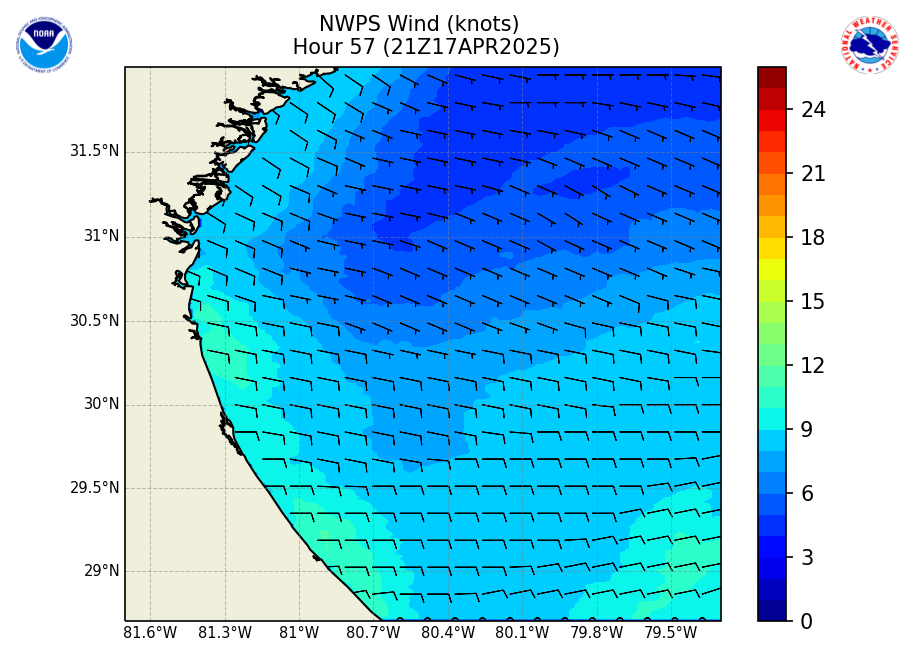 NWPS Wind (knots)
Hour 57 (21Z17APR2025)
NOAA
NATIONAL WEATHER SERVICE
31.5°N
31°N
30.5°N
30°N
29.5°N
29°N
81.6°W 81.3°W 81°W 80.7°W 80.4°W 80.1°W 79.8°W 79.5°W
24
21
18
15
12
9
6
3
0